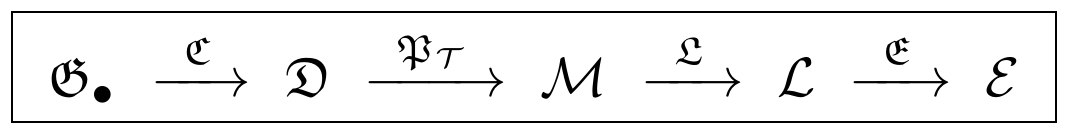 𝔊• —ℭ→ 𝔇 —𝔓_𝒯→ ℳ —𝔏→ ℒ —𝔈→ ℰ